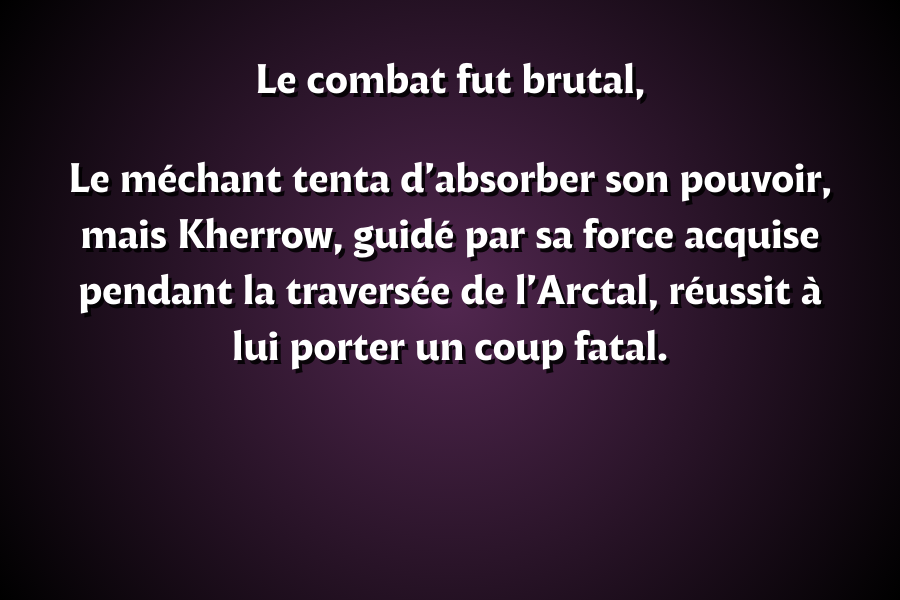 Le combat fut brutal,
Le méchant tenta d’absorber son pouvoir,
mais Kherrow, guidé par sa force acquise
pendant la traversée de l’Arctal, réussit à
lui porter un coup fatal.